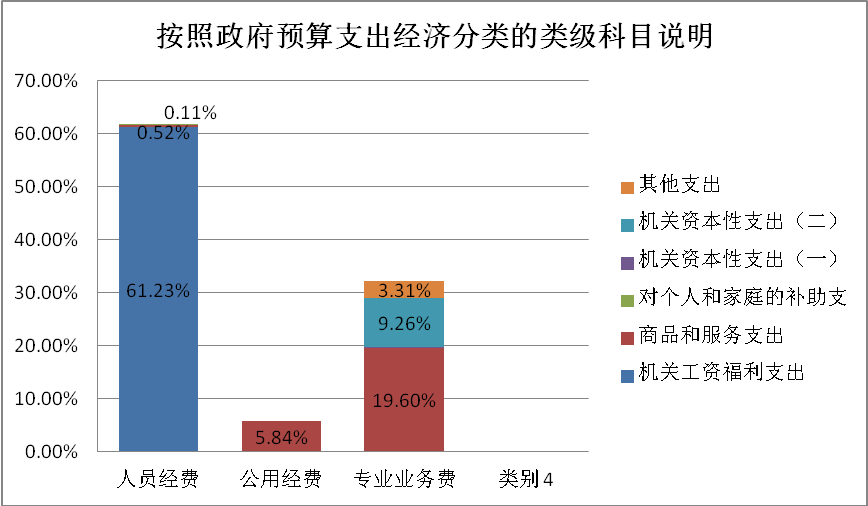 按照政府预算支出经济分类的类级科目说明
70.00%
60.00%
50.00%
40.00%
30.00%
20.00%
10.00%
0.00%
0.11%
0.52%
61.23%
5.84%
3.31%
9.26%
19.60%
人员经费
公用经费
专业业务费
类别 4
其他支出
机关资本性支出（二）
机关资本性支出（一）
对个人和家庭的补助支
商品和服务支出
机关工资福利支出